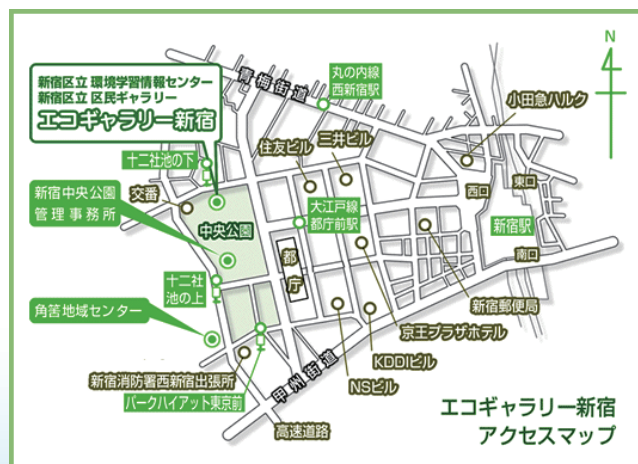 N
新宿区立 環境学習情報センター
新宿区立 区民ギャラリー
エコギャラリー新宿
青梅街道
丸の内線
西新宿駅
小田急ハルク
十二社池の下
住友ビル
三井ビル
新宿中央公園
管理事務所
交番
中央公園
大江戸線
都庁前駅
西口
東口
新宿駅
南口
都庁
十二社
池の上
新宿郵便局
角筈地域センター
京王プラザホテル
KDDIビル
NSビル
新宿消防署西新宿出張所
パークハイアット東京前
甲州街道
高速道路
エコギャラリー新宿
アクセスマップ